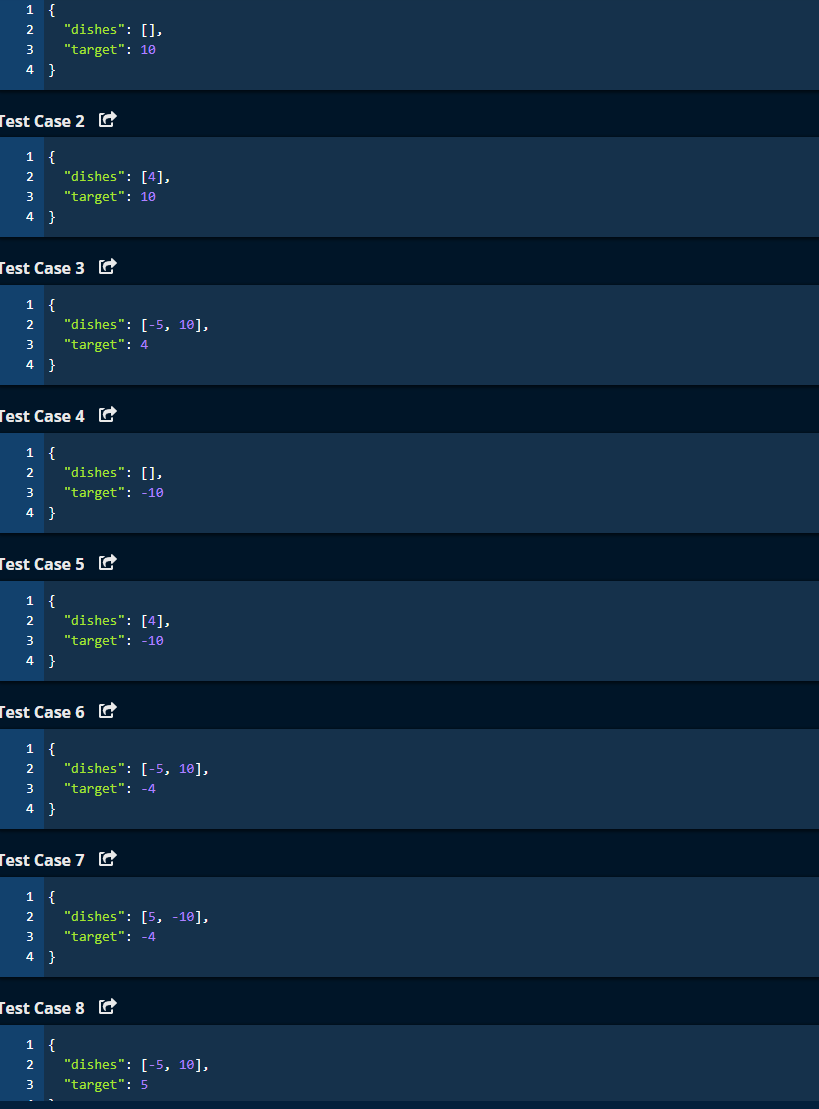 1 {
2 "dishes": [],
3 "target": 10
4 }
Test Case 2
1 {
2 "dishes": [4],
3 "target": 10
4 }
Test Case 3
1 {
2 "dishes": [-5, 10],
3 "target": 4
4 }
Test Case 4
1 {
2 "dishes": [],
3 "target": -10
4 }
Test Case 5
1 {
2 "dishes": [4],
3 "target": -10
4 }
Test Case 6
1 {
2 "dishes": [-5, 10],
3 "target": -4
4 }
Test Case 7
1 {
2 "dishes": [5, -10],
3 "target": -4
4 }
Test Case 8
1 {
2 "dishes": [-5, 10],
3 "target": 5